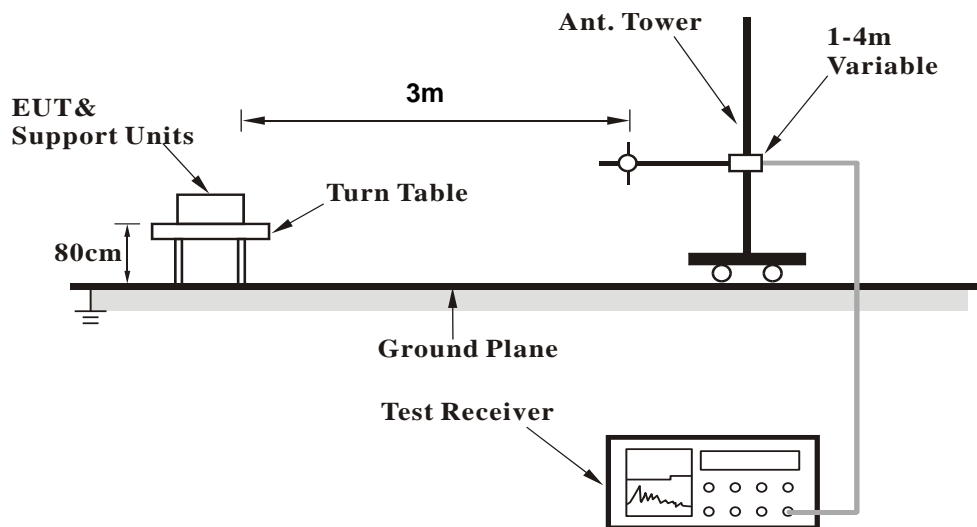 Ant. Tower
1-4m
Variable
3m
EUT&
Support Units
Turn Table
80cm
Ground Plane
Test Receiver